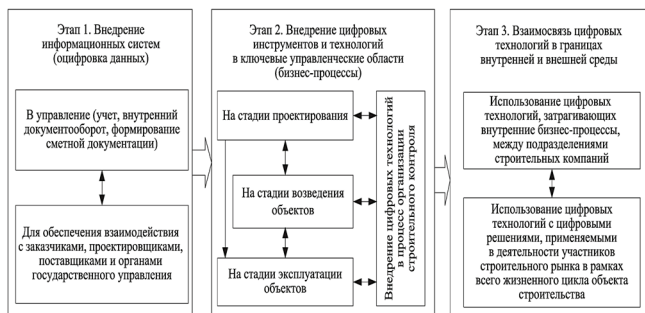 Этап 1. Внедрение
информационных систем
(оцифровка данных)
В управление (учет, внутренний
документооборот, формирование
сметной документации)
Для обеспечения взаимодействия
с заказчиками, проектировщиками,
поставщиками и органами
государственного управления
Этап 2. Внедрение цифровых
инструментов и технологий
в ключевые управленческие области
(бизнес-процессы)
На стадии проектирования
На стадии возведения
объектов
На стадии эксплуатации
объектов
Внедрение цифровых технологий
в процесс организации
строительного контроля
Этап 3. Взаимосвязь цифровых
технологий в границах
внутренней и внешней среды
Использование цифровых
технологий, затрагивающих
внутренние бизнес-процессы,
между подразделениями
строительных компаний
Использование цифровых
технологий с цифровыми
решениями, применяемыми
в деятельности участников
строительного рынка в рамках
всего жизненного цикла объекта
строительства